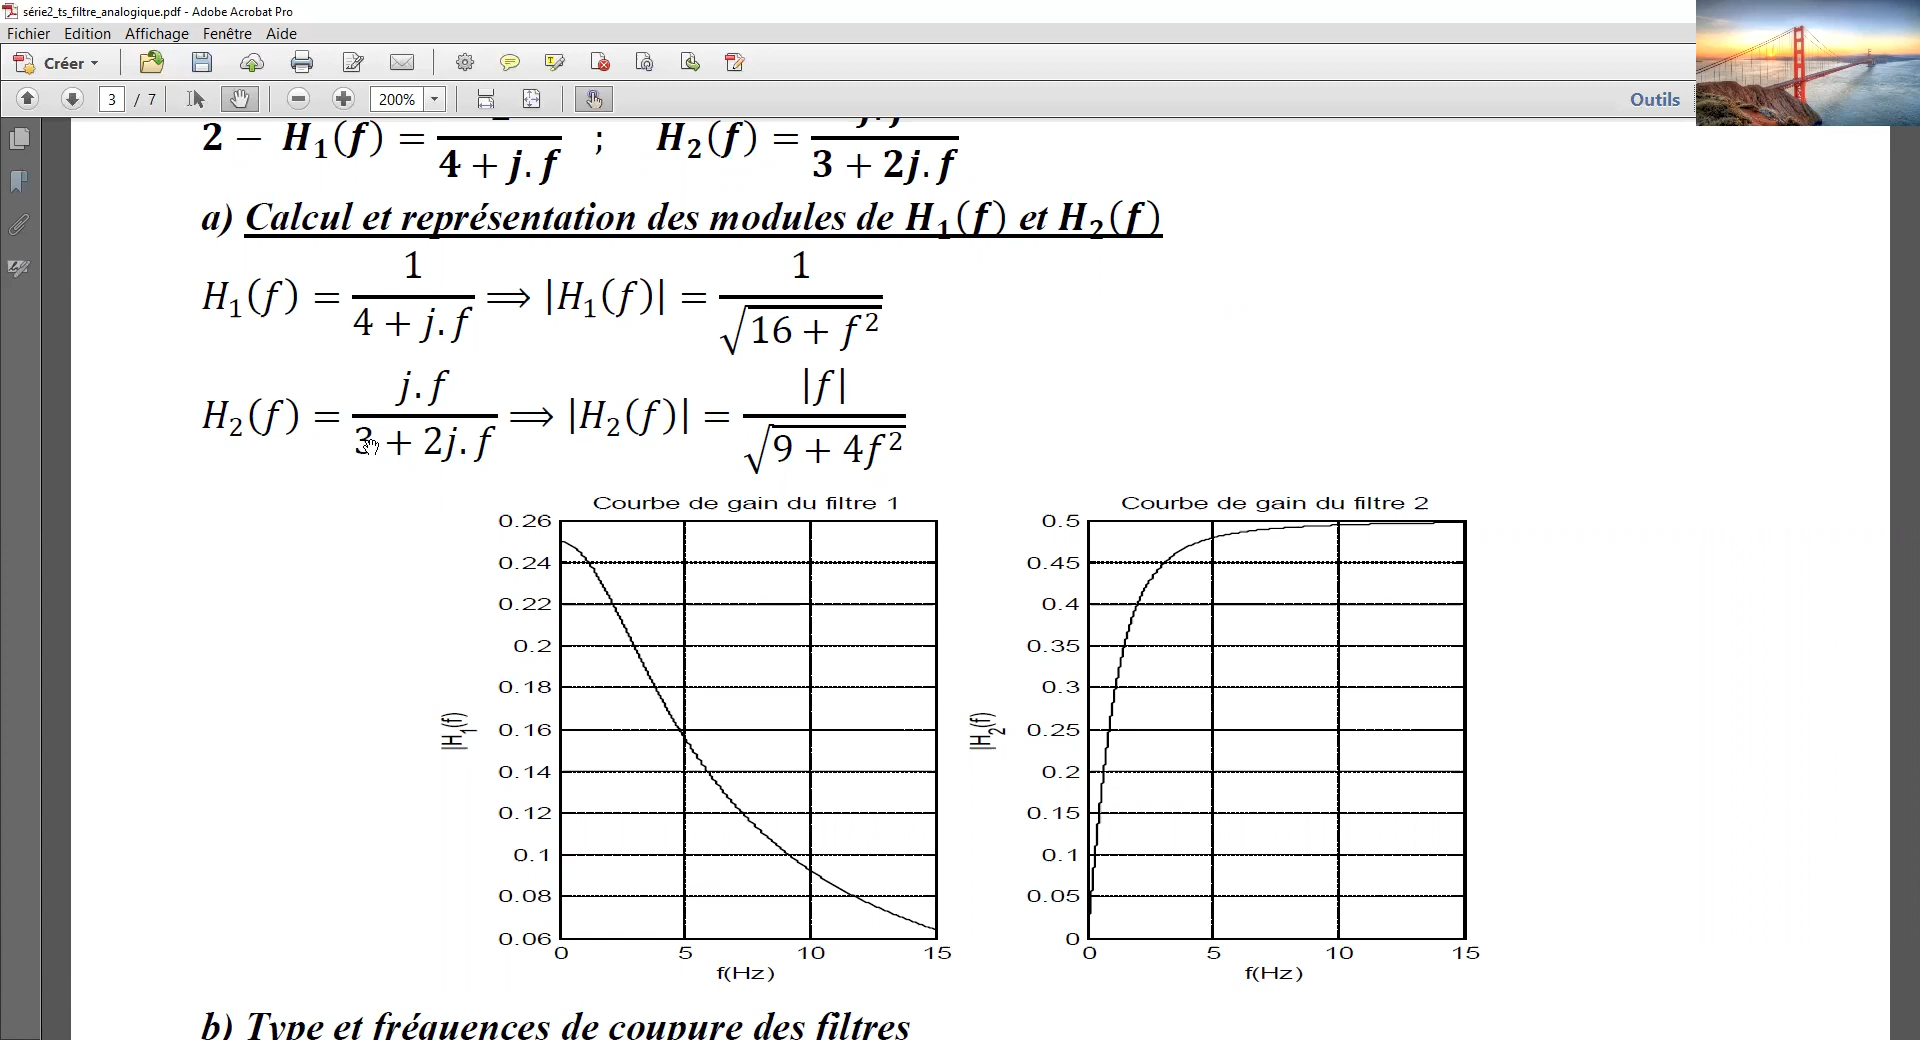 série2_ts_filtre_analogique.pdf - Adobe Acrobat Pro
Fichier Edition Affichage Fenêtre Aide
Créer
3 / 7 200% Outils
2 − H₁(f) = / (4 + j.f) ; H₂(f) = j.f / (3 + 2j.f)
a) Calcul et représentation des modules de H₁(f) et H₂(f)
H₁(f) = 1 / (4 + j.f) ⟹ |H₁(f)| = 1 / √(16 + f²)
H₂(f) = j.f / (3 + 2j.f) ⟹ |H₂(f)| = |f| / √(9 + 4f²)
Courbe de gain du filtre 1
0.26
0.24
0.22
0.2
0.18
0.16
0.14
0.12
0.1
0.08
0.06
|H₁(f)
0 5 10 15
f(Hz)
Courbe de gain du filtre 2
0.5
0.45
0.4
0.35
0.3
0.25
0.2
0.15
0.1
0.05
0
|H₂(f)
0 5 10 15
f(Hz)
b) Type et fréquences de coupure des filtres